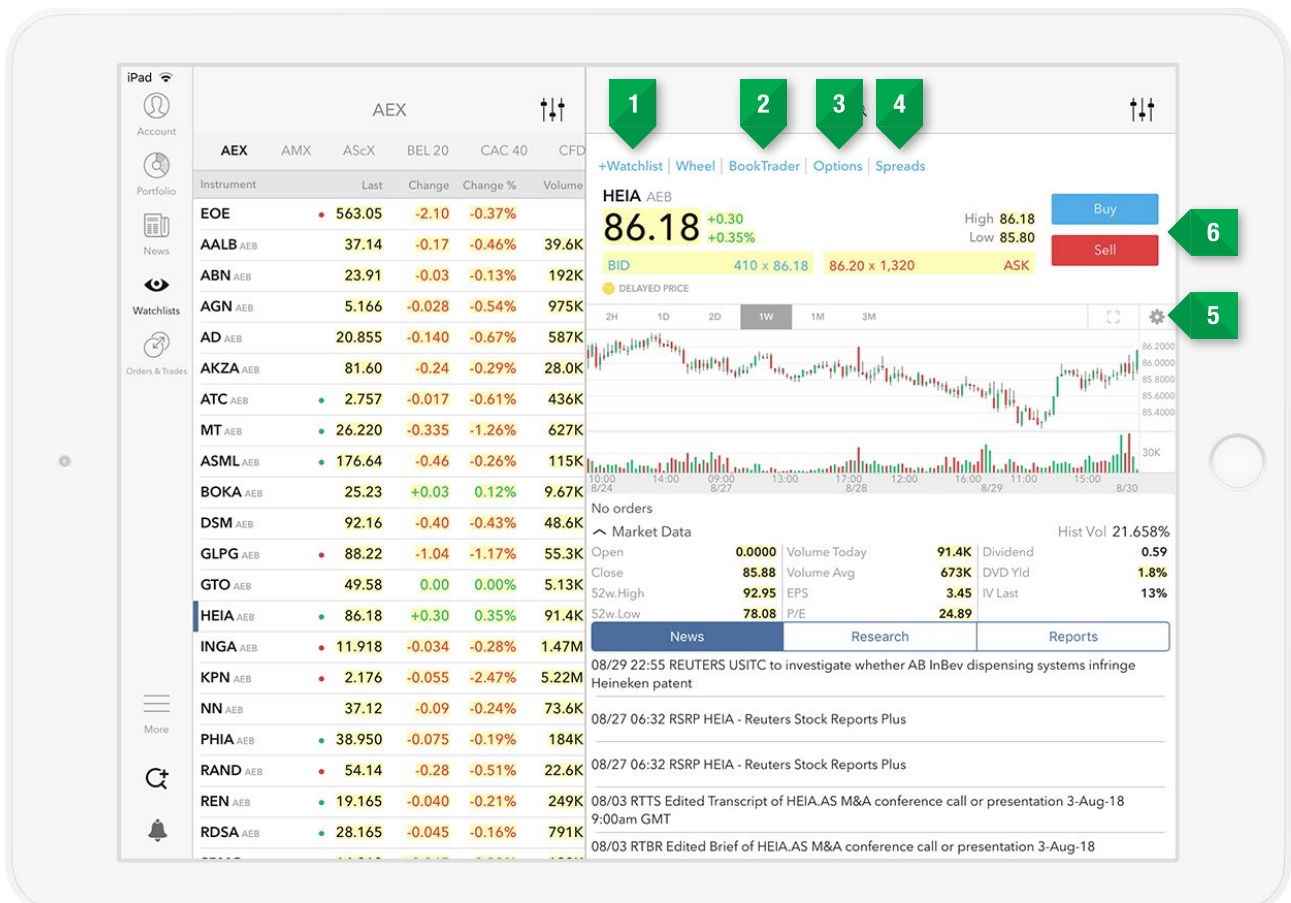 iPad
Account
Portfolio
News
Watchlists
Orders & Trades
More
AEX
AEX AMX AScX BEL 20 CAC 40 CFD
Instrument Last Change Change % Volume
EOE 563.05 -2.10 -0.37%
AALB AEB 37.14 -0.17 -0.46% 39.6K
ABN AEB 23.91 -0.03 -0.13% 192K
AGN AEB 5.166 -0.028 -0.54% 975K
AD AEB 20.855 -0.140 -0.67% 587K
AKZA AEB 81.60 -0.24 -0.29% 28.0K
ATC AEB 2.757 -0.017 -0.61% 436K
MT AEB 26.220 -0.335 -1.26% 627K
ASML AEB 176.64 -0.46 -0.26% 115K
BOKA AEB 25.23 +0.03 0.12% 9.67K
DSM AEB 92.16 -0.40 -0.43% 48.6K
GLPG AEB 88.22 -1.04 -1.17% 55.3K
GTO AEB 49.58 0.00 0.00% 5.13K
HEIA AEB 86.18 +0.30 0.35% 91.4K
INGA AEB 11.918 -0.034 -0.28% 1.47M
KPN AEB 2.176 -0.055 -2.47% 5.22M
NN AEB 37.12 -0.09 -0.24% 73.6K
PHIA AEB 38.950 -0.075 -0.19% 184K
RAND AEB 54.14 -0.28 -0.51% 22.6K
REN AEB 19.165 -0.040 -0.21% 249K
RDSA AEB 28.165 -0.045 -0.16% 791K
1 2 3 4
+Watchlist | Wheel | BookTrader | Options | Spreads
HEIA AEB
86.18 +0.30
+0.35%
High 86.18
Low 85.80
Buy
Sell
6
BID 410 x 86.18 86.20 x 1,320 ASK
DELAYED PRICE
2H 1D 2D 1W 1M 3M
5
86.2000
86.0000
85.8000
85.6000
85.4000
30K
10:00 14:00 09:00 13:00 17:00 12:00 16:00 11:00 15:00
8/24 8/27 8/28 8/29 8/30
No orders
Market Data Hist Vol 21.658%
Open 0.0000 Volume Today 91.4K Dividend 0.59
Close 85.88 Volume Avg 673K DVD Yld 1.8%
52w.High 92.95 EPS 3.45 IV Last 13%
52w.Low 78.08 P/E 24.89
News Research Reports
08/29 22:55 REUTERS USITC to investigate whether AB InBev dispensing systems infringe
Heineken patent
08/27 06:32 RSRP HEIA - Reuters Stock Reports Plus
08/27 06:32 RSRP HEIA - Reuters Stock Reports Plus
08/03 RTTS Edited Transcript of HEIA.AS M&A conference call or presentation 3-Aug-18
9:00am GMT
08/03 RTBR Edited Brief of HEIA.AS M&A conference call or presentation 3-Aug-18